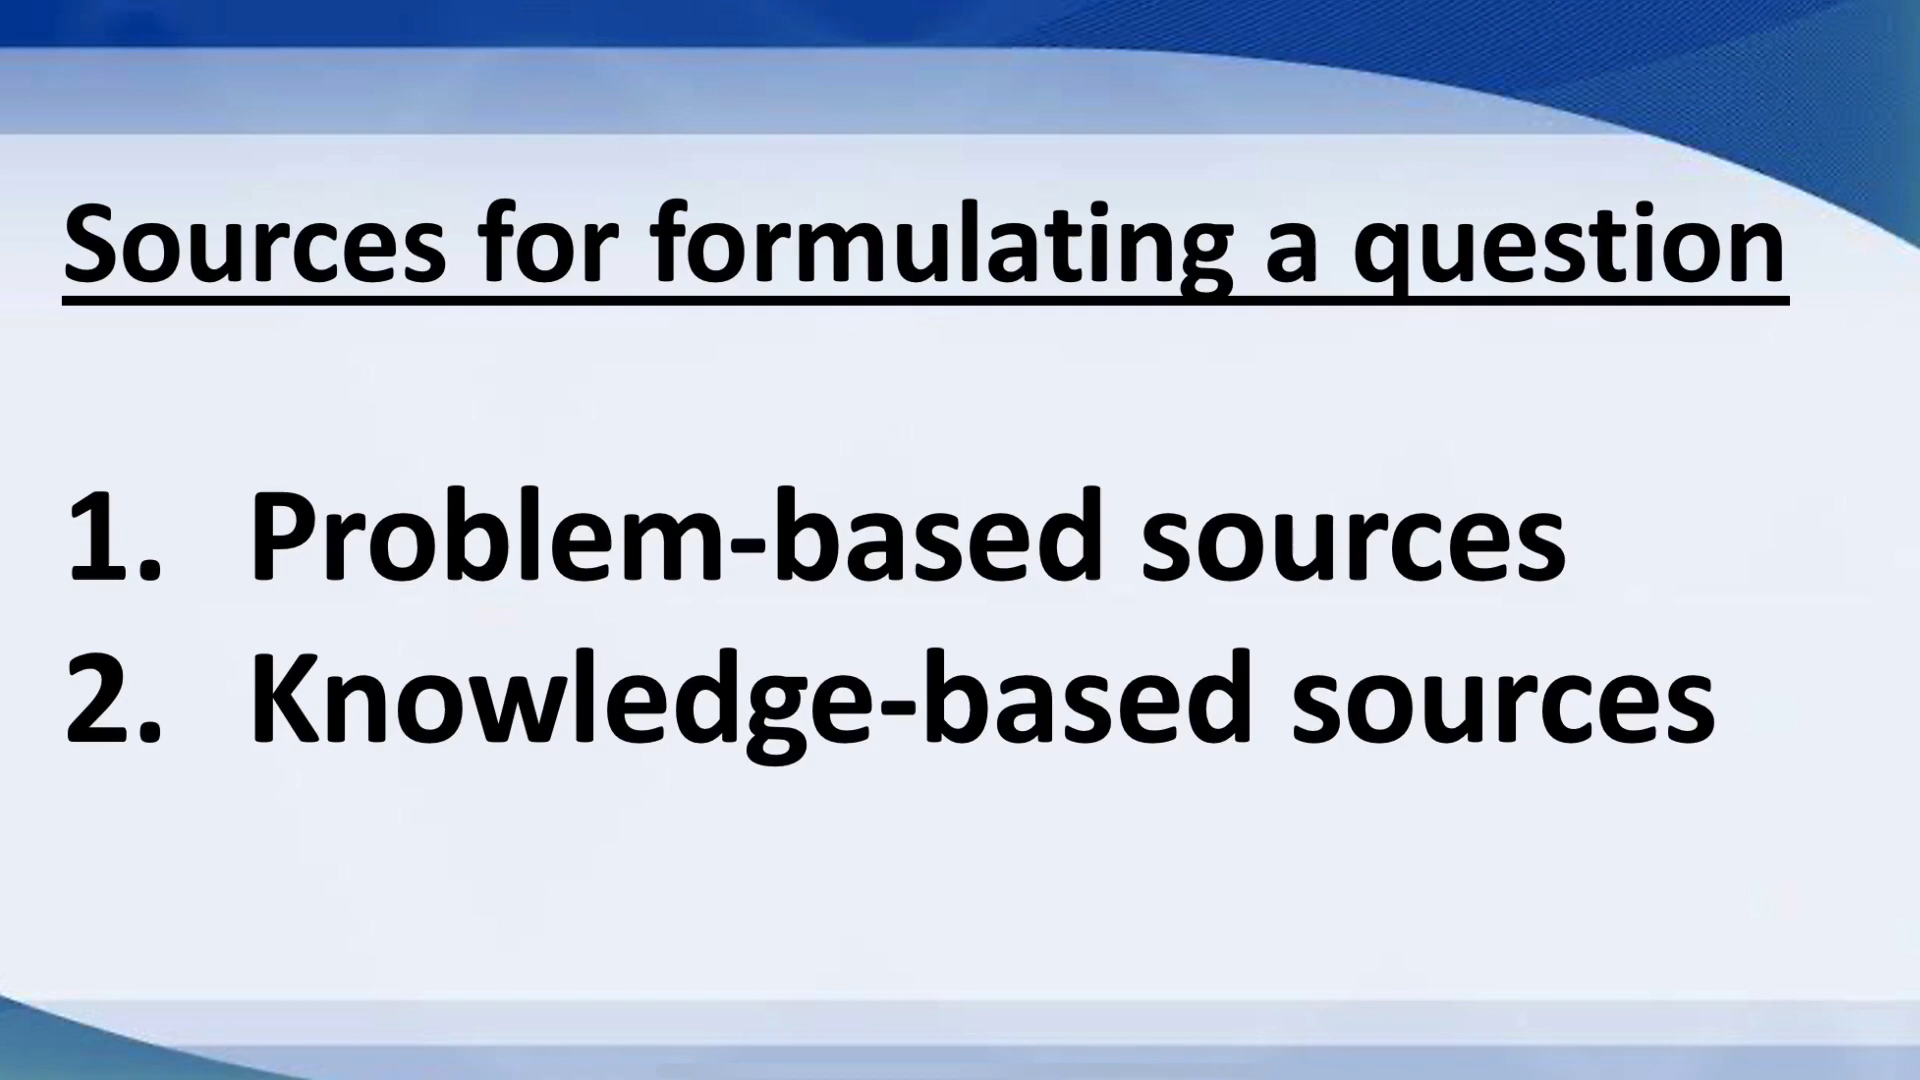 Sources for formulating a question
1. Problem-based sources
2. Knowledge-based sources